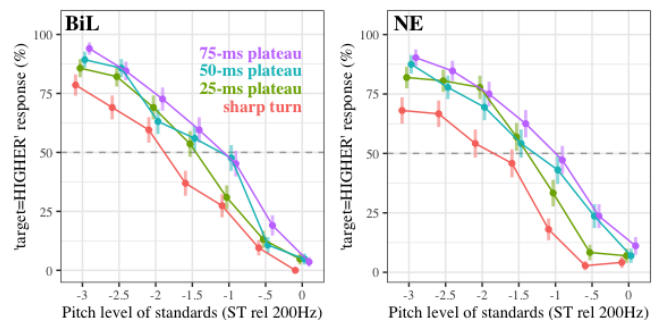 BiL
100
75
50
25
0
'target=HIGHER' response (%)
75-ms plateau
50-ms plateau
25-ms plateau
sharp turn
-3 -2.5 -2 -1.5 -1 -0.5 0
Pitch level of standards (ST rel 200Hz)
NE
100
75
50
25
0
'target=HIGHER' response (%)
-3 -2.5 -2 -1.5 -1 -0.5 0
Pitch level of standards (ST rel 200Hz)